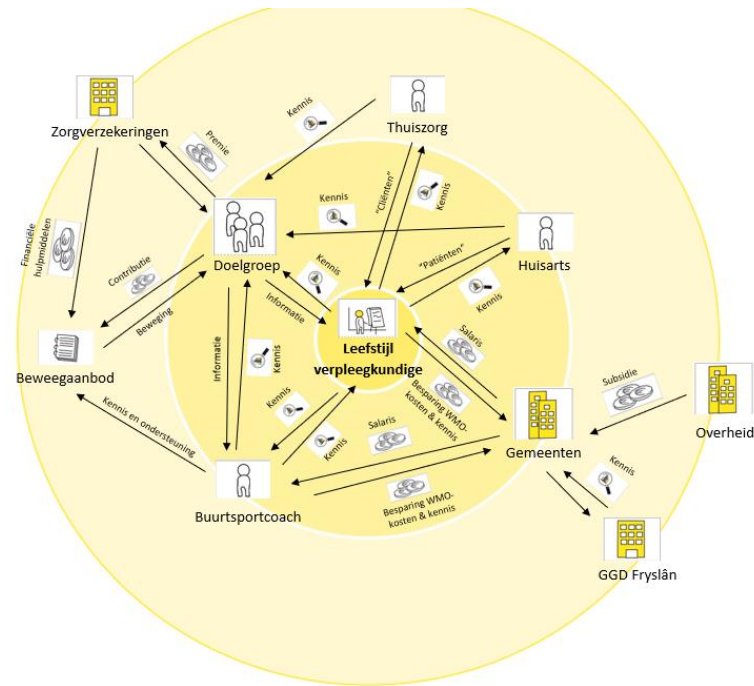 Zorgverzekeringen
Premie
Kennis
Thuiszorg
"Cliënten"
Kennis
Kennis
Huisarts
"Patiënten"
Kennis
Doelgroep
Kennis
Financiële
hulpmiddelen
Contributie
Beweging
Informatie
Informatie
Kennis
Leefstijl
verpleegkundige
Salaris
Besparing WMO-
kosten & kennis
Beweegaanbod
Kennis en ondersteuning
Kennis
Kennis
Salaris
Besparing WMO-
kosten & kennis
Buurtsportcoach
Gemeenten
Subsidie
Overheid
Kennis
GGD Fryslân